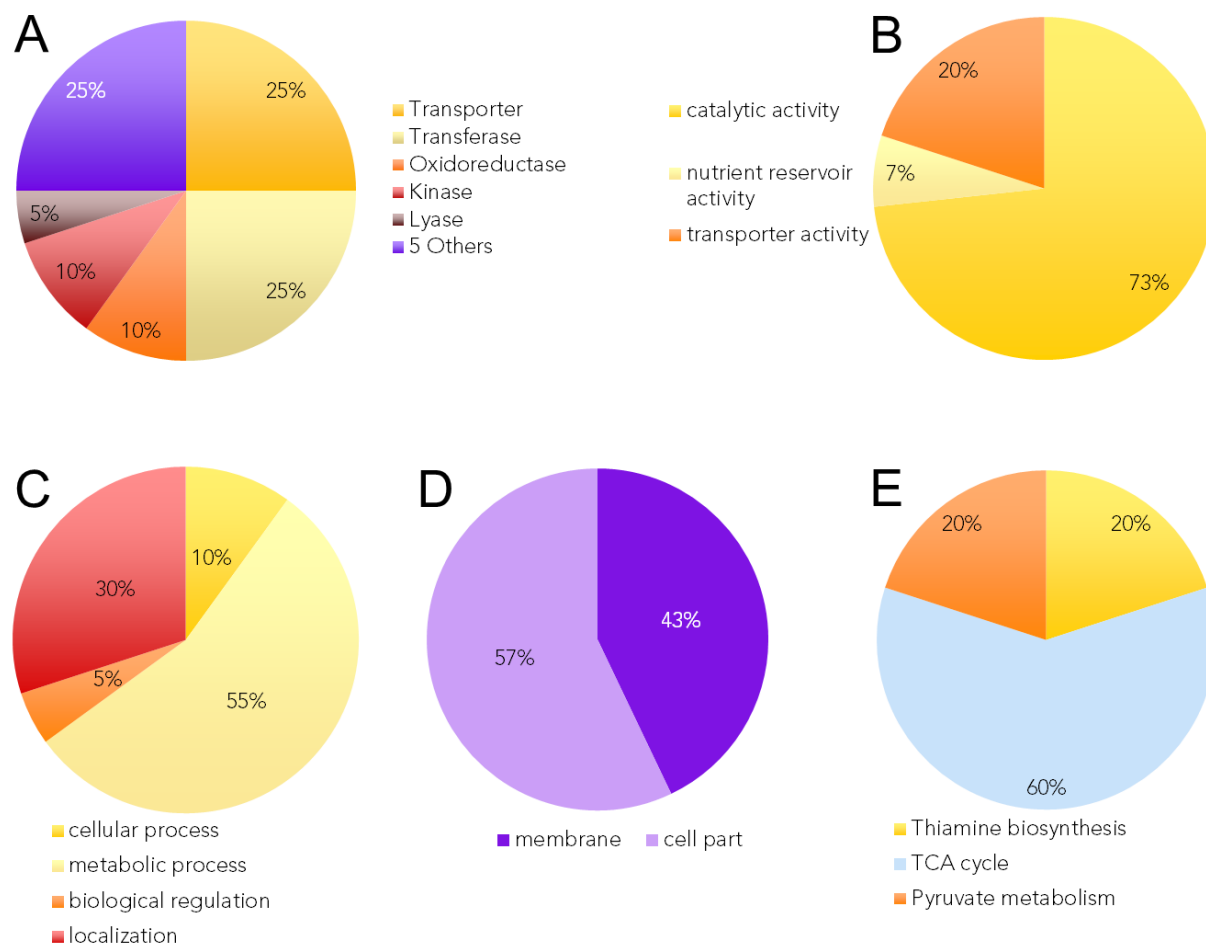 A
25%
25%
5%
10%
10%
25%
Transporter
Transferase
Oxidoreductase
Kinase
Lyase
5 Others
B
catalytic activity
nutrient reservoir
activity
transporter activity
20%
7%
73%
C
10%
30%
5%
55%
cellular process
metabolic process
biological regulation
localization
D
43%
57%
membrane
cell part
E
20%
20%
60%
Thiamine biosynthesis
TCA cycle
Pyruvate metabolism